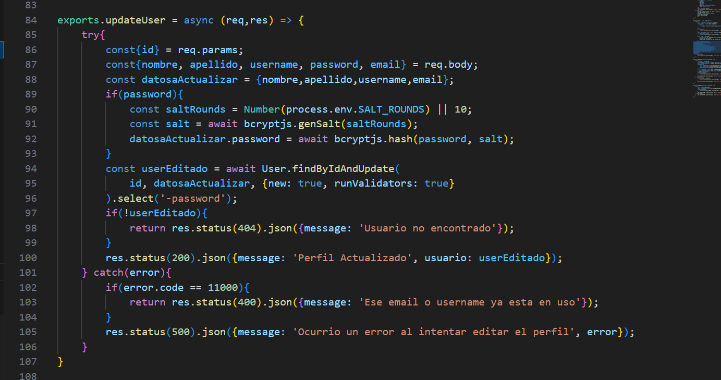 83
84 exports.updateUser = async (req,res) => {
85 try{
86 const{id} = req.params;
87 const{nombre, apellido, username, password, email} = req.body;
88 const datosaActualizar = {nombre,apellido,username,email};
89 if(password){
90 const saltRounds = Number(process.env.SALT_ROUNDS) || 10;
91 const salt = await bcryptjs.genSalt(saltRounds);
92 datosaActualizar.password = await bcryptjs.hash(password, salt);
93 }
94 const userEditado = await User.findByIdAndUpdate(
95 id, datosaActualizar, {new: true, runValidators: true}
96 ).select('-password');
97 if(!userEditado){
98 return res.status(404).json({message: 'Usuario no encontrado'});
99 }
100 res.status(200).json({message: 'Perfil Actualizado', usuario: userEditado});
101 } catch(error){
102 if(error.code == 11000){
103 return res.status(400).json({message: 'Ese email o username ya esta en uso'});
104 }
105 res.status(500).json({message: 'Ocurrio un error al intentar editar el perfil', error});
106 }
107 }
108